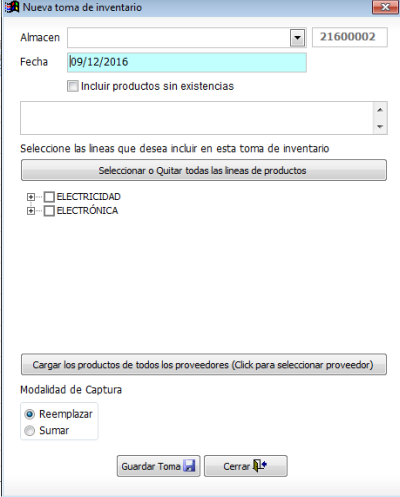 Nueva toma de inventario
Almacen 21600002
Fecha 09/12/2016
Incluir productos sin existencias
Seleccione las lineas que desea incluir en esta toma de inventario
Seleccionar o Quitar todas las lineas de productos
ELECTRICIDAD
ELECTRÓNICA
Cargar los productos de todos los proveedores (Click para seleccionar proveedor)
Modalidad de Captura
Reemplazar
Sumar
Guardar Toma Cerrar